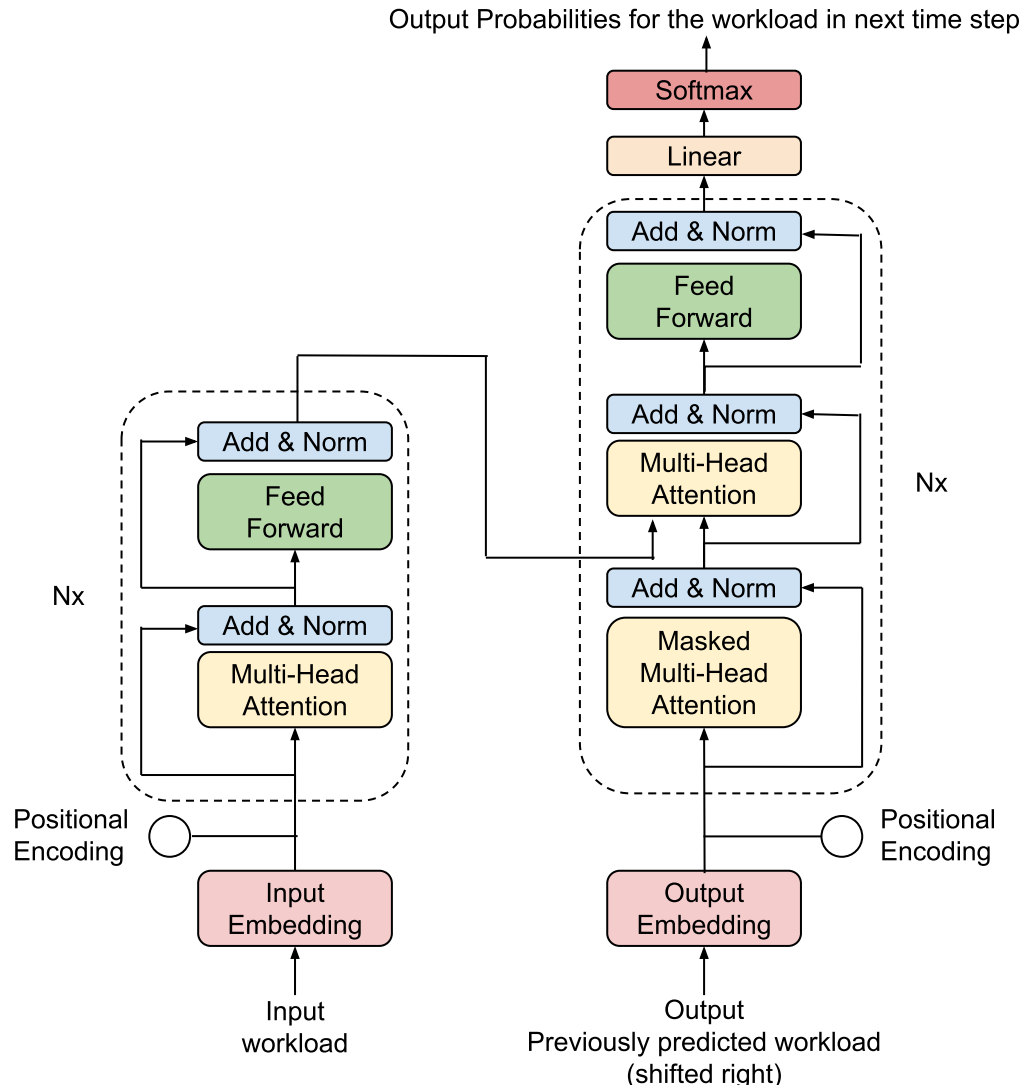 Output Probabilities for the workload in next time step
Softmax
Linear
Add & Norm
Feed
Forward
Add & Norm
Multi-Head
Attention
Nx
Add & Norm
Masked
Multi-Head
Attention
Positional
Encoding
Output
Embedding
Output
Previously predicted workload
(shifted right)
Add & Norm
Feed
Forward
Nx
Add & Norm
Multi-Head
Attention
Positional
Encoding
Input
Embedding
Input
workload